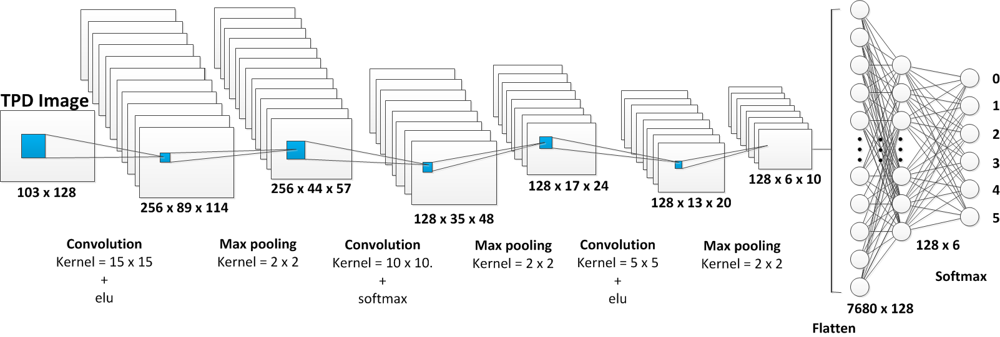 TPD Image
103 x 128
256 x 89 x 114
256 x 44 x 57
128 x 35 x 48
128 x 17 x 24
128 x 13 x 20
128 x 6 x 10
Convolution
Kernel = 15 x 15
+
elu
Max pooling
Kernel = 2 x 2
Convolution
Kernel = 10 x 10.
+
softmax
Max pooling
Kernel = 2 x 2
Convolution
Kernel = 5 x 5
+
elu
Max pooling
Kernel = 2 x 2
7680 x 128
Flatten
0
1
2
3
4
5
128 x 6
Softmax